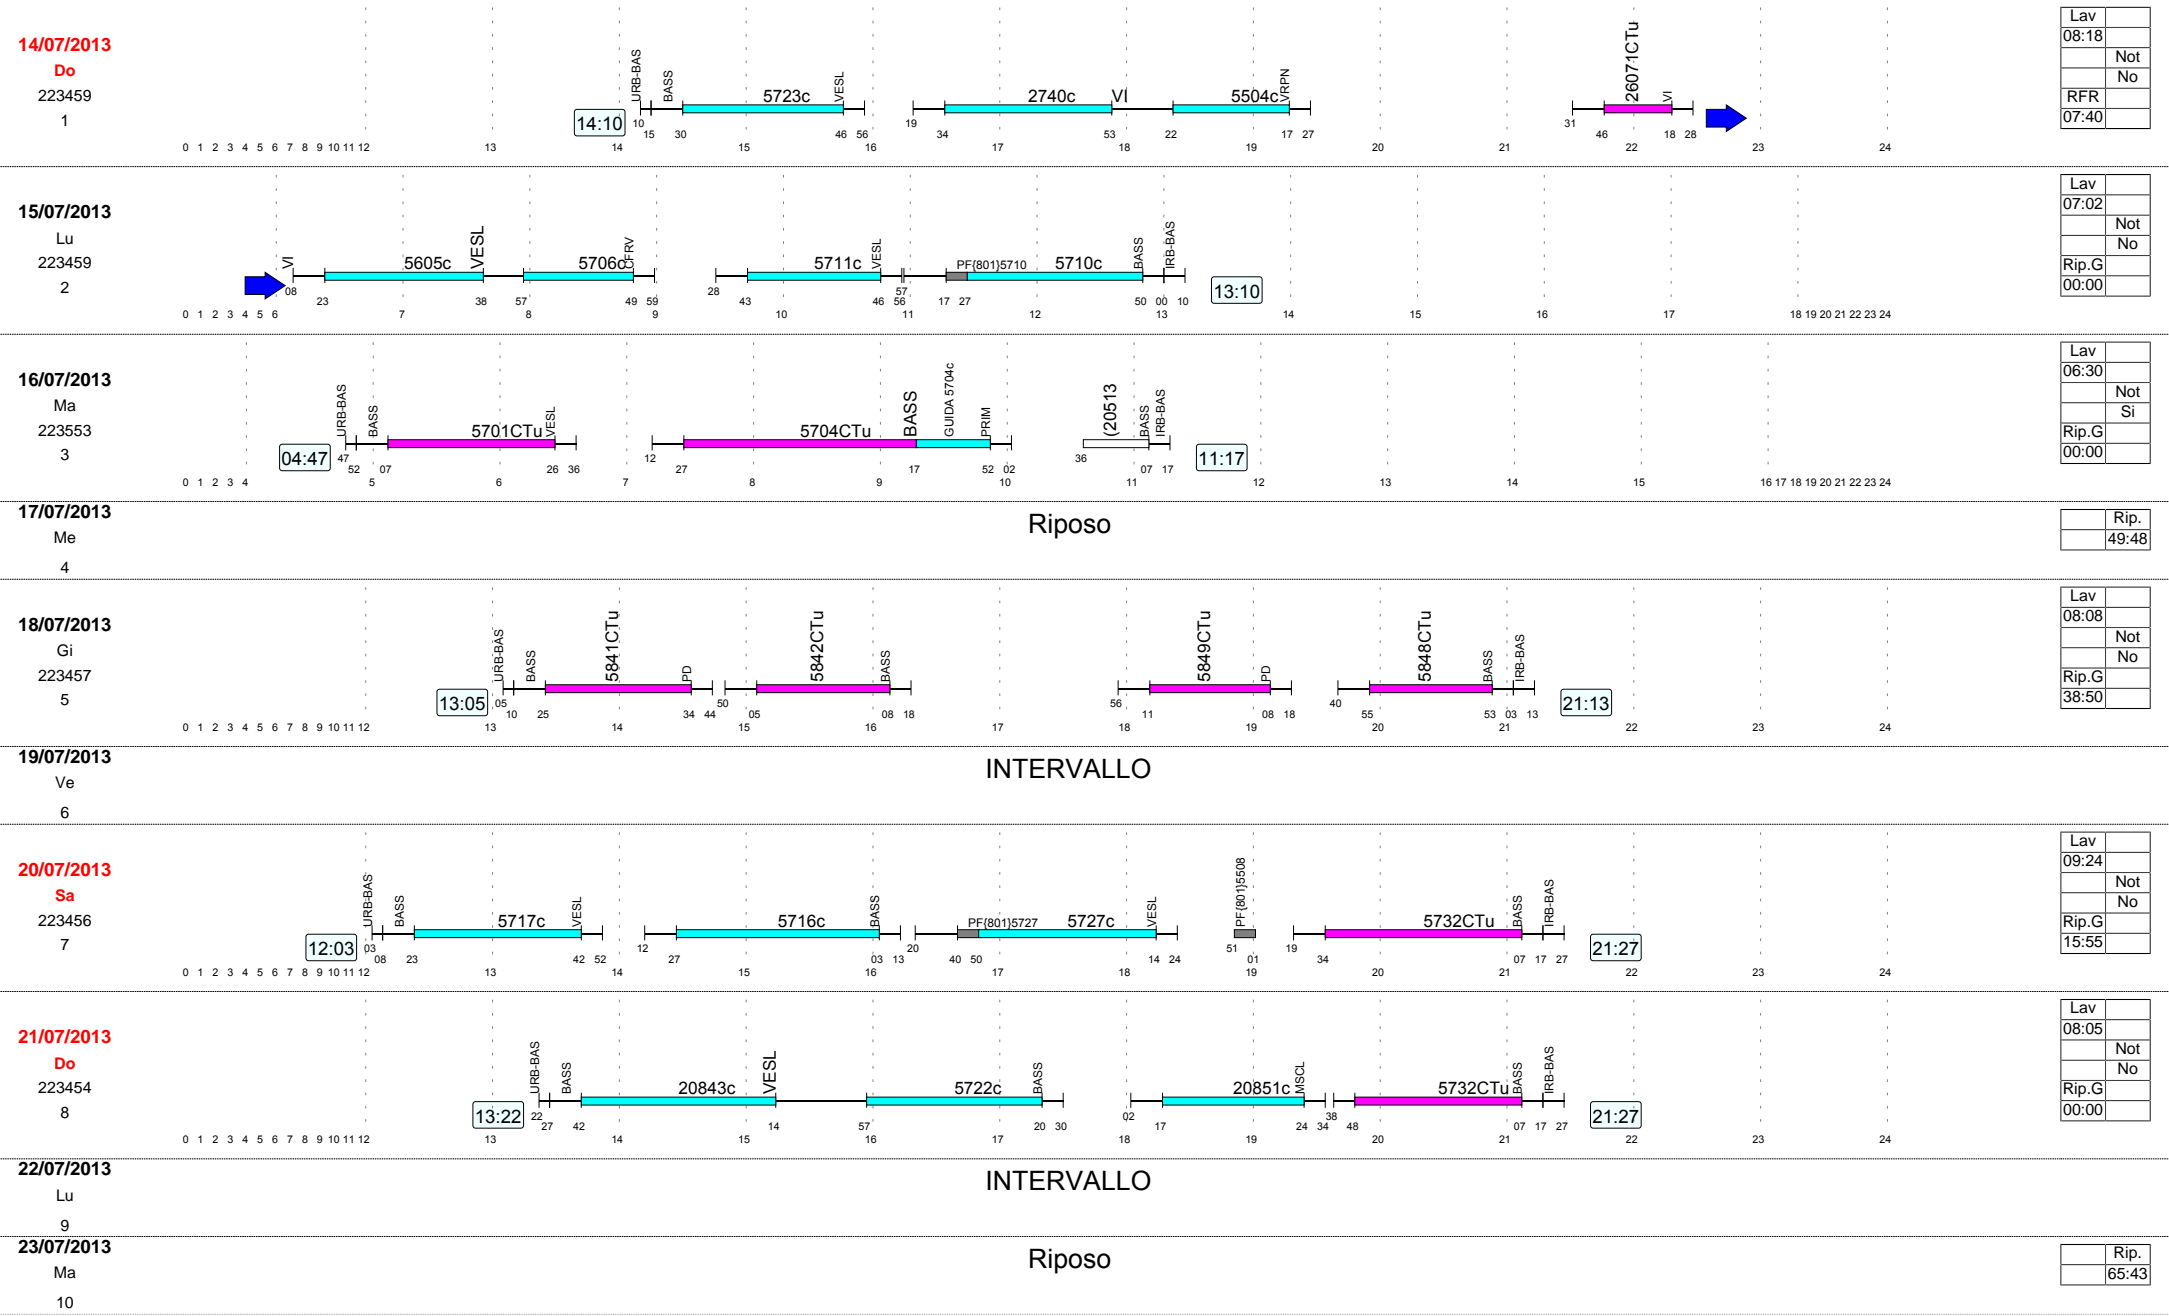 14/07/2013
Do
223459
1
14:10
URB-BAS BASS 5723c VESL 2740c VI 5504c VRPN 26071CTu VI
10 15 30 46 56 19 34 53 22 17 27 31 46 18 28
0 1 2 3 4 5 6 7 8 9 10 11 12 13 14 15 16 17 18 19 20 21 22 23 24
Lav
08:18
Not
No
RFR
07:40
15/07/2013
Lu
223459
2
VI 5605c VESL 5706c CFRV 5711c VESL PF{801}5710 5710c BASS IRB-BAS
08 23 38 57 49 59 28 43 46 56 57 17 27 50 00 10
13:10
0 1 2 3 4 5 6 7 8 9 10 11 12 13 14 15 16 17 18 19 20 21 22 23 24
Lav
07:02
Not
No
Rip.G
00:00
16/07/2013
Ma
223553
3
04:47
URB-BAS BASS 5701CTu VESL 5704CTu BASS GUIDA 5704c PRIM (20513 BASS IRB-BAS
47 52 07 26 36 12 27 17 52 02 36 07 17
11:17
0 1 2 3 4 5 6 7 8 9 10 11 12 13 14 15 16 17 18 19 20 21 22 23 24
Lav
06:30
Not
Si
Rip.G
00:00
17/07/2013
Me
4
Riposo
Rip.
49:48
18/07/2013
Gi
223457
5
13:05
URB-BAS BASS 5841CTu PD 5842CTu BASS 5849CTu PD 5848CTu BASS IRB-BAS
05 10 25 34 44 50 05 08 18 56 11 08 18 40 55 53 03 13
21:13
0 1 2 3 4 5 6 7 8 9 10 11 12 13 14 15 16 17 18 19 20 21 22 23 24
Lav
08:08
Not
No
Rip.G
38:50
19/07/2013
Ve
6
INTERVALLO
20/07/2013
Sa
223456
7
12:03
URB-BAS BASS 5717c VESL 5716c BASS PF{801}5727 5727c VESL PF{801}5508 5732CTu BASS IRB-BAS
03 08 23 42 52 12 27 03 13 20 40 50 14 24 51 01 19 34 07 17 27
21:27
0 1 2 3 4 5 6 7 8 9 10 11 12 13 14 15 16 17 18 19 20 21 22 23 24
Lav
09:24
Not
No
Rip.G
15:55
21/07/2013
Do
223454
8
13:22
URB-BAS BASS 20843c VESL 5722c BASS 20851c MSCL 5732CTu BASS IRB-BAS
22 27 42 14 57 20 30 02 17 24 34 38 48 07 17 27
21:27
0 1 2 3 4 5 6 7 8 9 10 11 12 13 14 15 16 17 18 19 20 21 22 23 24
Lav
08:05
Not
No
Rip.G
00:00
22/07/2013
Lu
9
INTERVALLO
23/07/2013
Ma
10
Riposo
Rip.
65:43